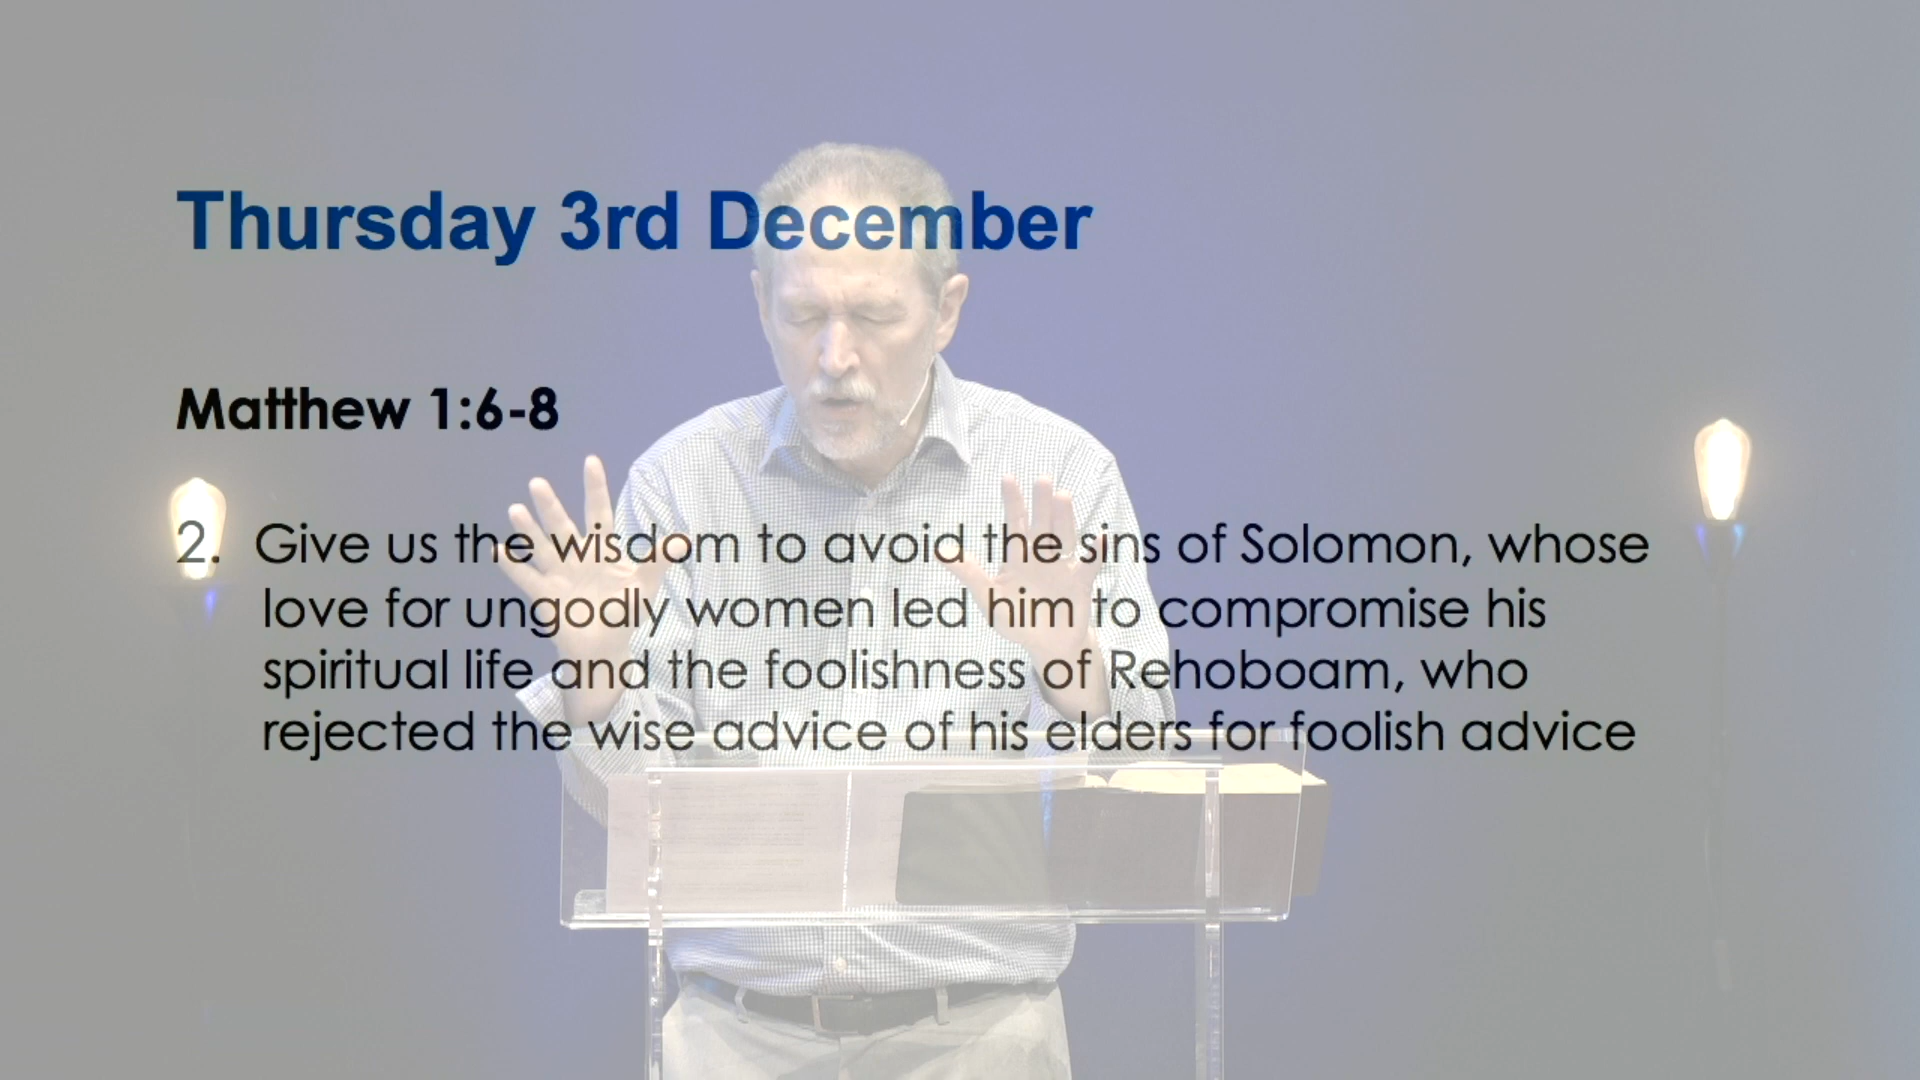 Thursday 3rd December
Matthew 1:6-8
2. Give us the wisdom to avoid the sins of Solomon, whose
love for ungodly women led him to compromise his
spiritual life and the foolishness of Rehoboam, who
rejected the wise advice of his elders for foolish advice